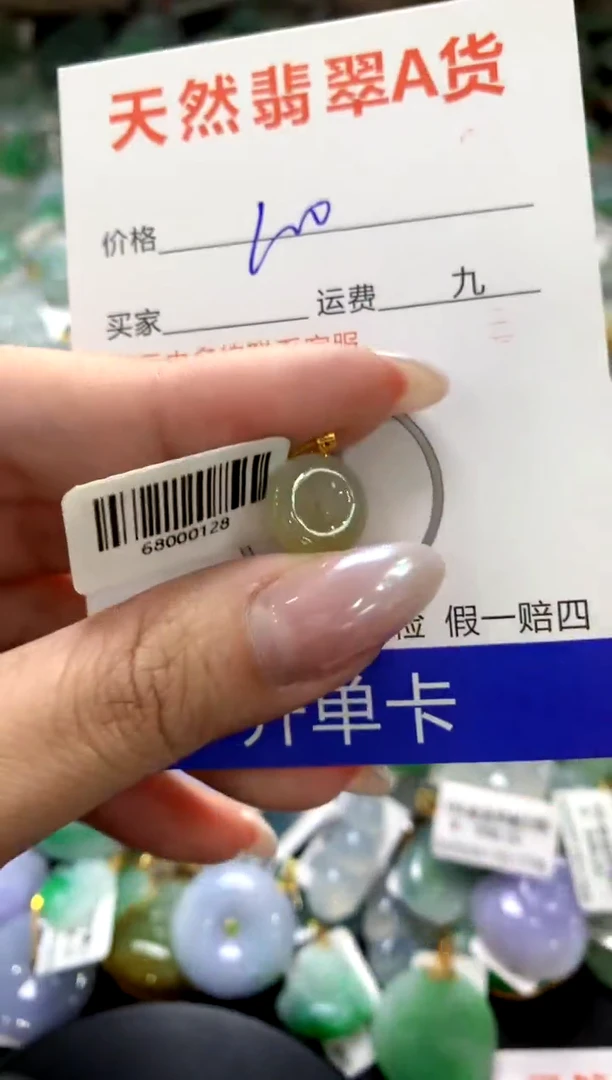 天然翡翠A货
价格
买家 运费 九
68000128
假一赔四
开单卡